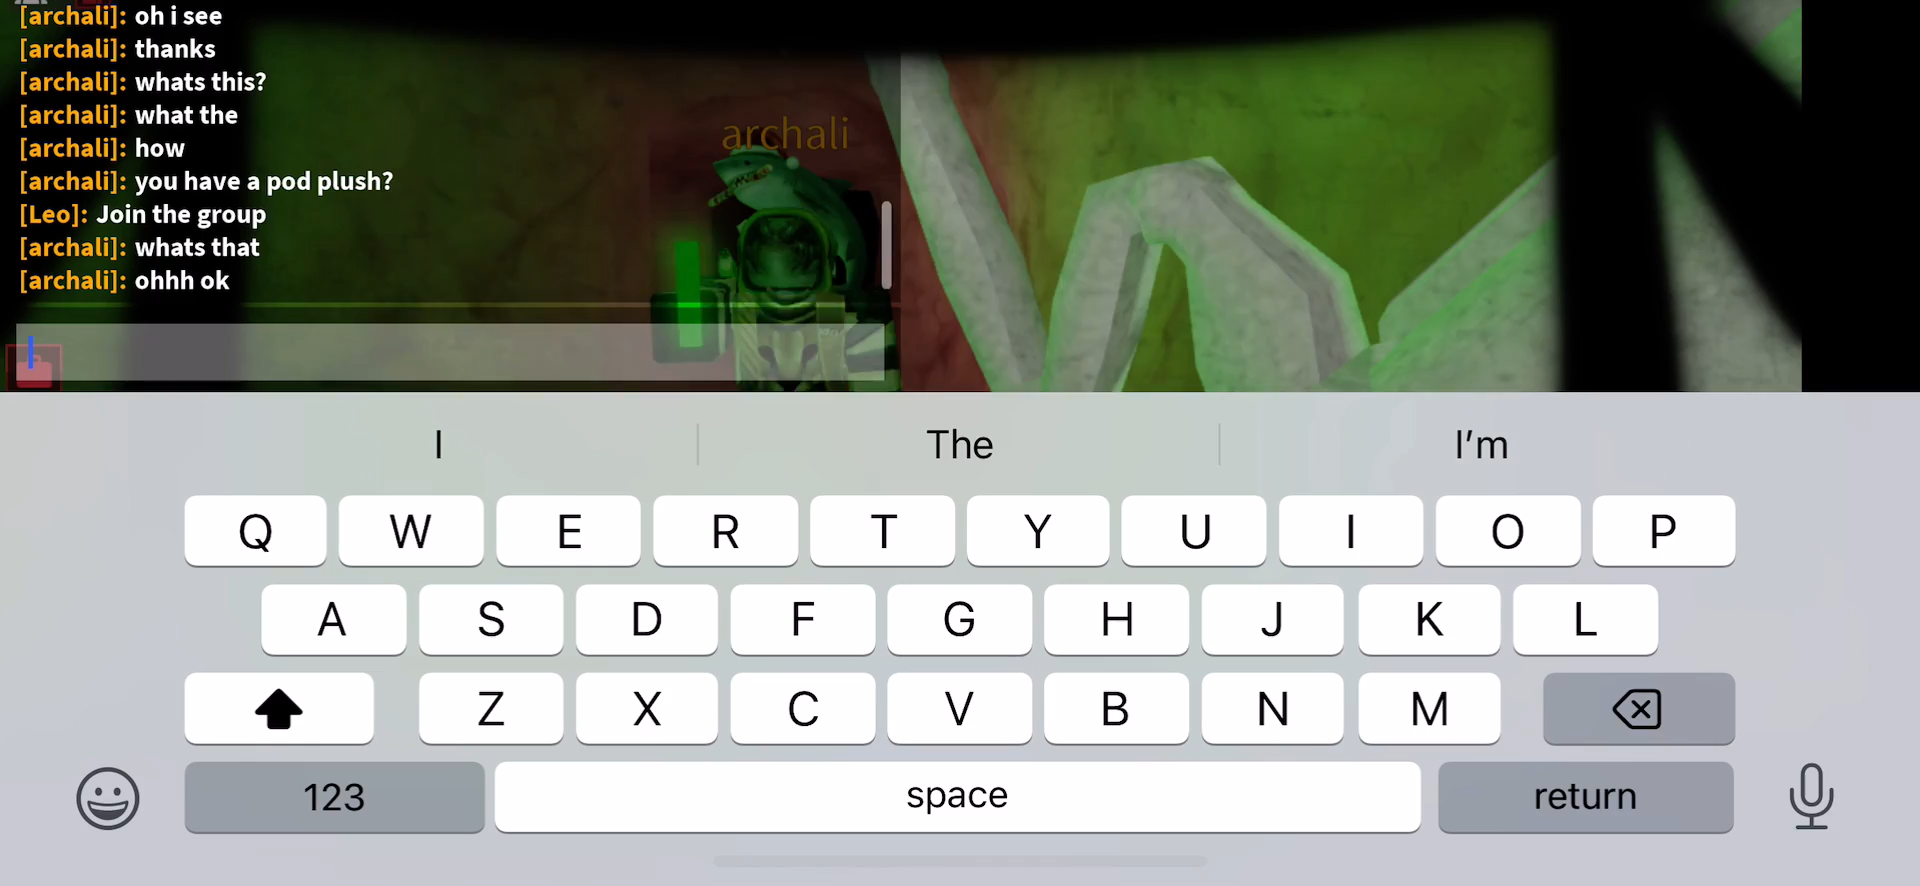 [archali]: oh i see
[archali]: thanks
[archali]: whats this?
[archali]: what the
[archali]: how
[archali]: you have a pod plush?
[Leo]: Join the group
[archali]: whats that
[archali]: ohhh ok
archali
I The I’m
Q W E R T Y U I O P
A S D F G H J K L
Z X C V B N M
123 space return